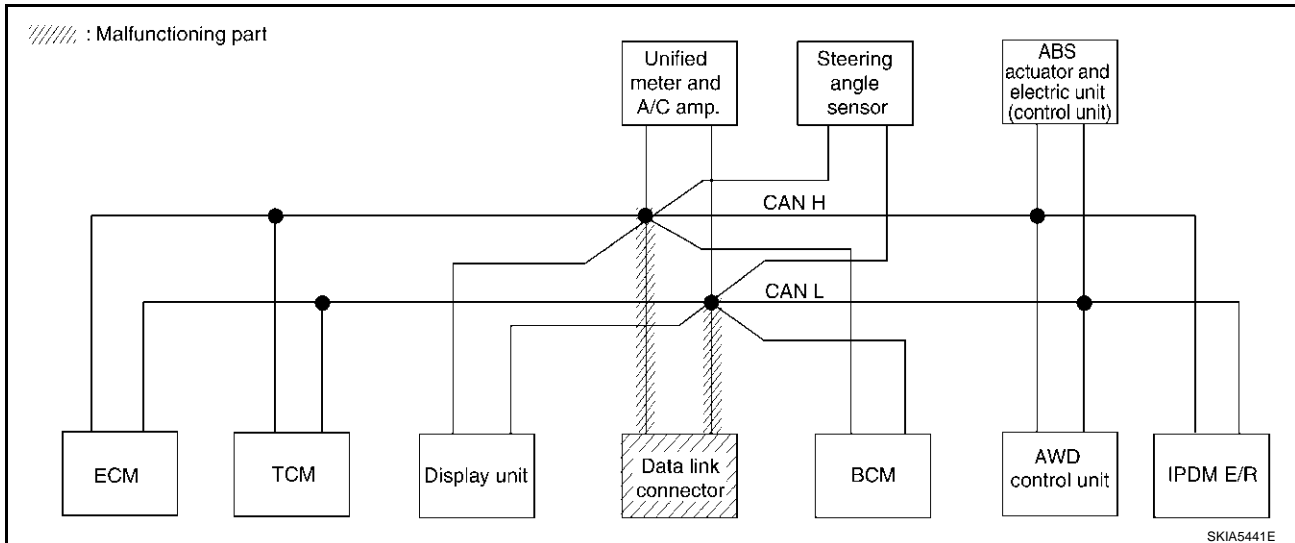 : Malfunctioning part
Unified
meter and
A/C amp.
Steering
angle
sensor
ABS
actuator and
electric unit
(control unit)
CAN H
CAN L
ECM
TCM
Display unit
Data link
connector
BCM
AWD
control unit
IPDM E/R
SKIA5441E